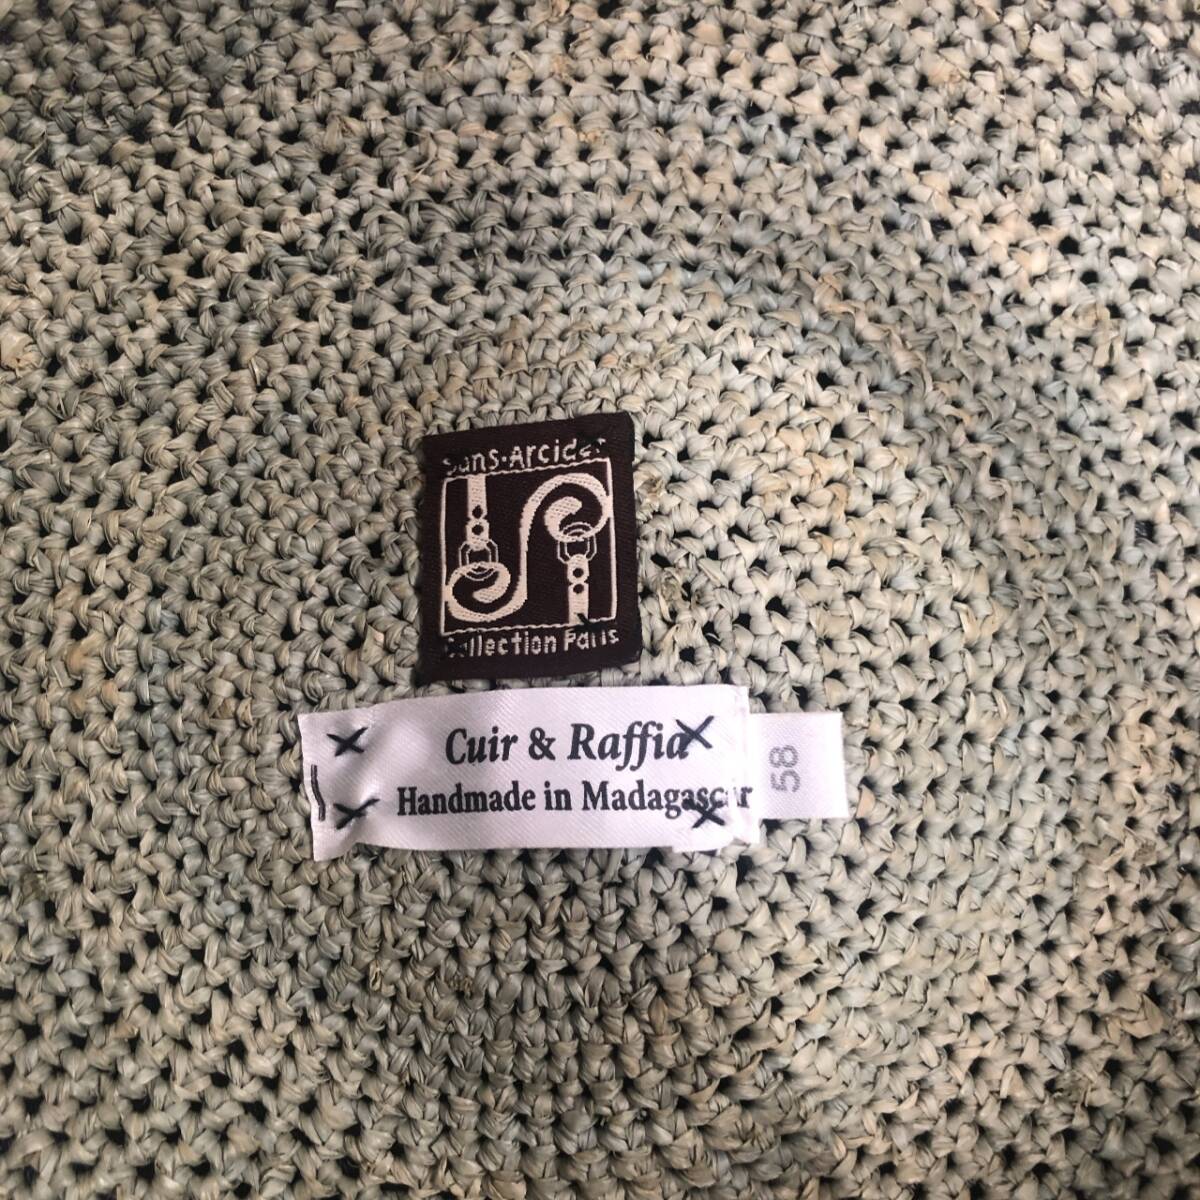 Sans-Arcidet
Collection Paris
Cuir & Raffia
Handmade in Madagascar
58